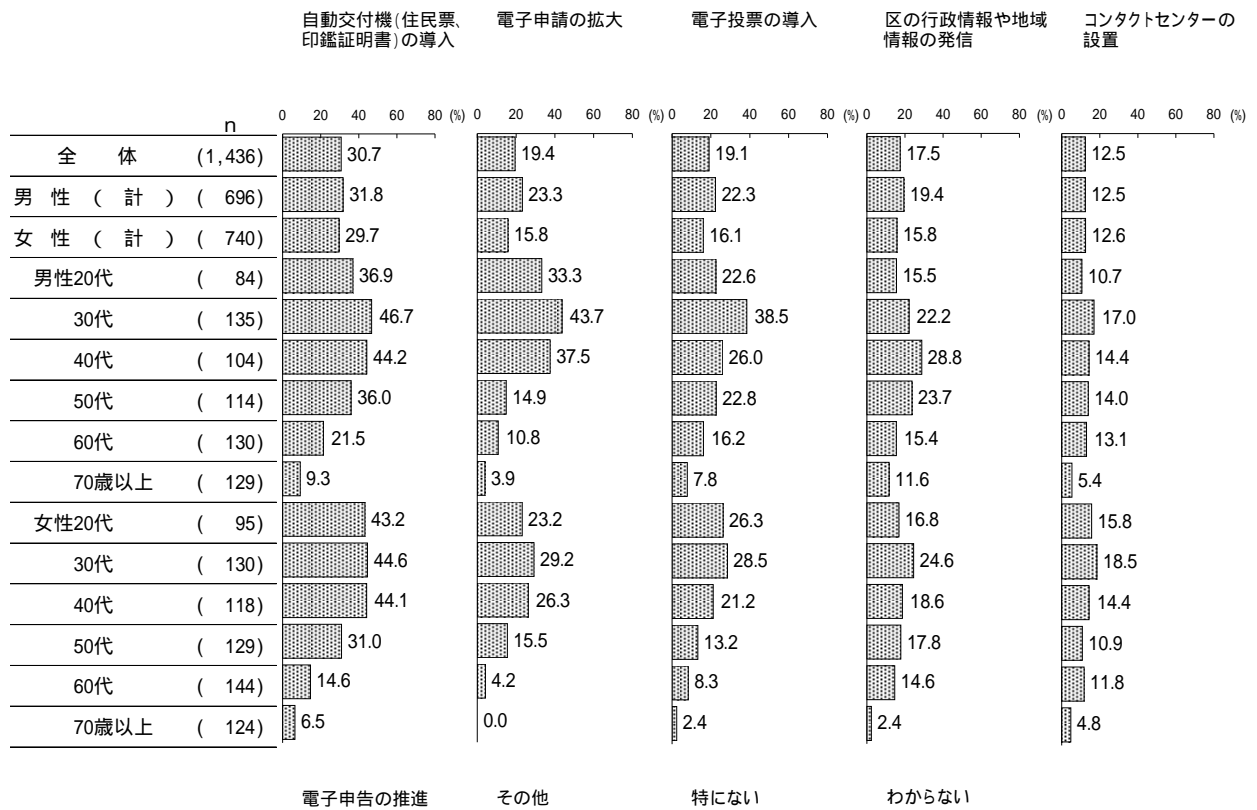 自動交付機(住民票、 電子申請の拡大 電子投票の導入 区の行政情報や地域 コンタクトセンターの
印鑑証明書)の導入 情報の発信 設置
0 20 40 60 80 (%) 0 20 40 60 80 (%) 0 20 40 60 80 (%) 0 20 40 60 80 (%) 0 20 40 60 80 (%)
n
全 体 (1,436) 30.7 19.4 19.1 17.5 12.5
男 性 ( 計 ) ( 696) 31.8 23.3 22.3 19.4 12.5
女 性 ( 計 ) ( 740) 29.7 15.8 16.1 15.8 12.6
男性20代 ( 84) 36.9 33.3 22.6 15.5 10.7
30代 ( 135) 46.7 43.7 38.5 22.2 17.0
40代 ( 104) 44.2 37.5 26.0 28.8 14.4
50代 ( 114) 36.0 14.9 22.8 23.7 14.0
60代 ( 130) 21.5 10.8 16.2 15.4 13.1
70歳以上 ( 129) 9.3 3.9 7.8 11.6 5.4
女性20代 ( 95) 43.2 23.2 26.3 16.8 15.8
30代 ( 130) 44.6 29.2 28.5 24.6 18.5
40代 ( 118) 44.1 26.3 21.2 18.6 14.4
50代 ( 129) 31.0 15.5 13.2 17.8 10.9
60代 ( 144) 14.6 4.2 8.3 14.6 11.8
70歳以上 ( 124) 6.5 0.0 2.4 2.4 4.8
電子申告の推進 その他 特にない わからない